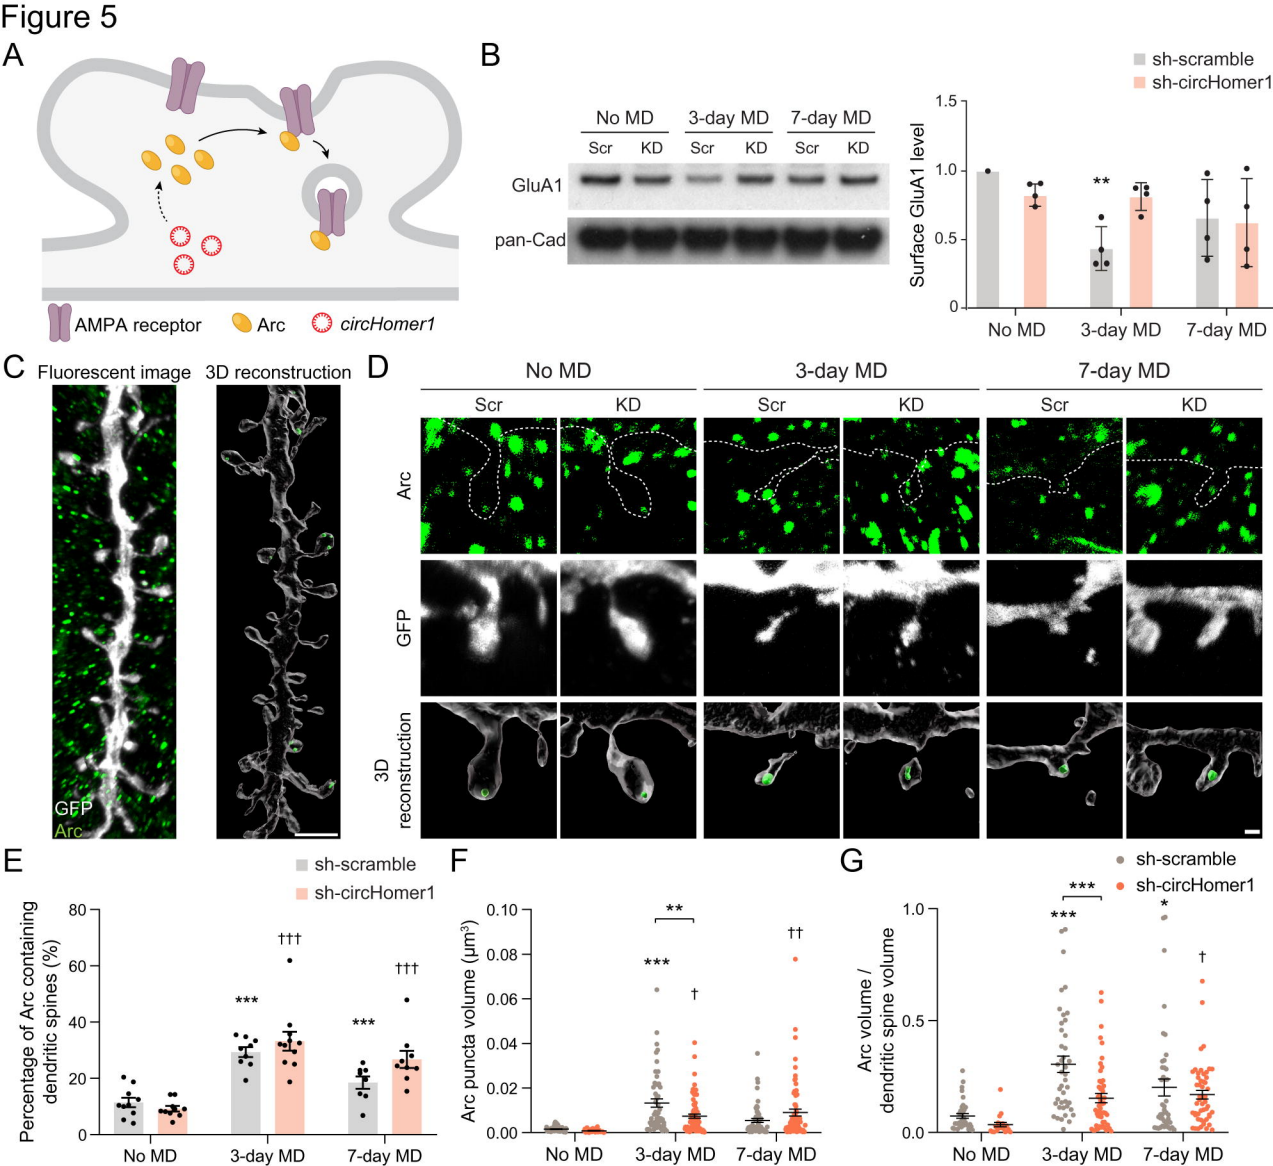 Figure 5
A
AMPA receptor
Arc
circHomer1
B
sh-scramble
sh-circHomer1
No MD 3-day MD 7-day MD
Scr KD Scr KD Scr KD
GluA1
pan-Cad
Surface GluA1 level
1.5
1.0
0.5
0
**
No MD 3-day MD 7-day MD
C
Fluorescent image 3D reconstruction
GFP
Arc
D
No MD 3-day MD 7-day MD
Scr KD Scr KD Scr KD
Arc
GFP
3D
reconstruction
E
sh-scramble
sh-circHomer1
Percentage of Arc containing
dendritic spines (%)
80
60
40
20
0
***
†††
***
†††
No MD 3-day MD 7-day MD
F
Arc puncta volume (µm³)
0.10
0.08
0.06
0.04
0.02
0.00
**
***
†
††
No MD 3-day MD 7-day MD
G
sh-scramble
sh-circHomer1
Arc volume /
dendritic spine volume
1.0
0.5
0.0
***
***
*
†
No MD 3-day MD 7-day MD